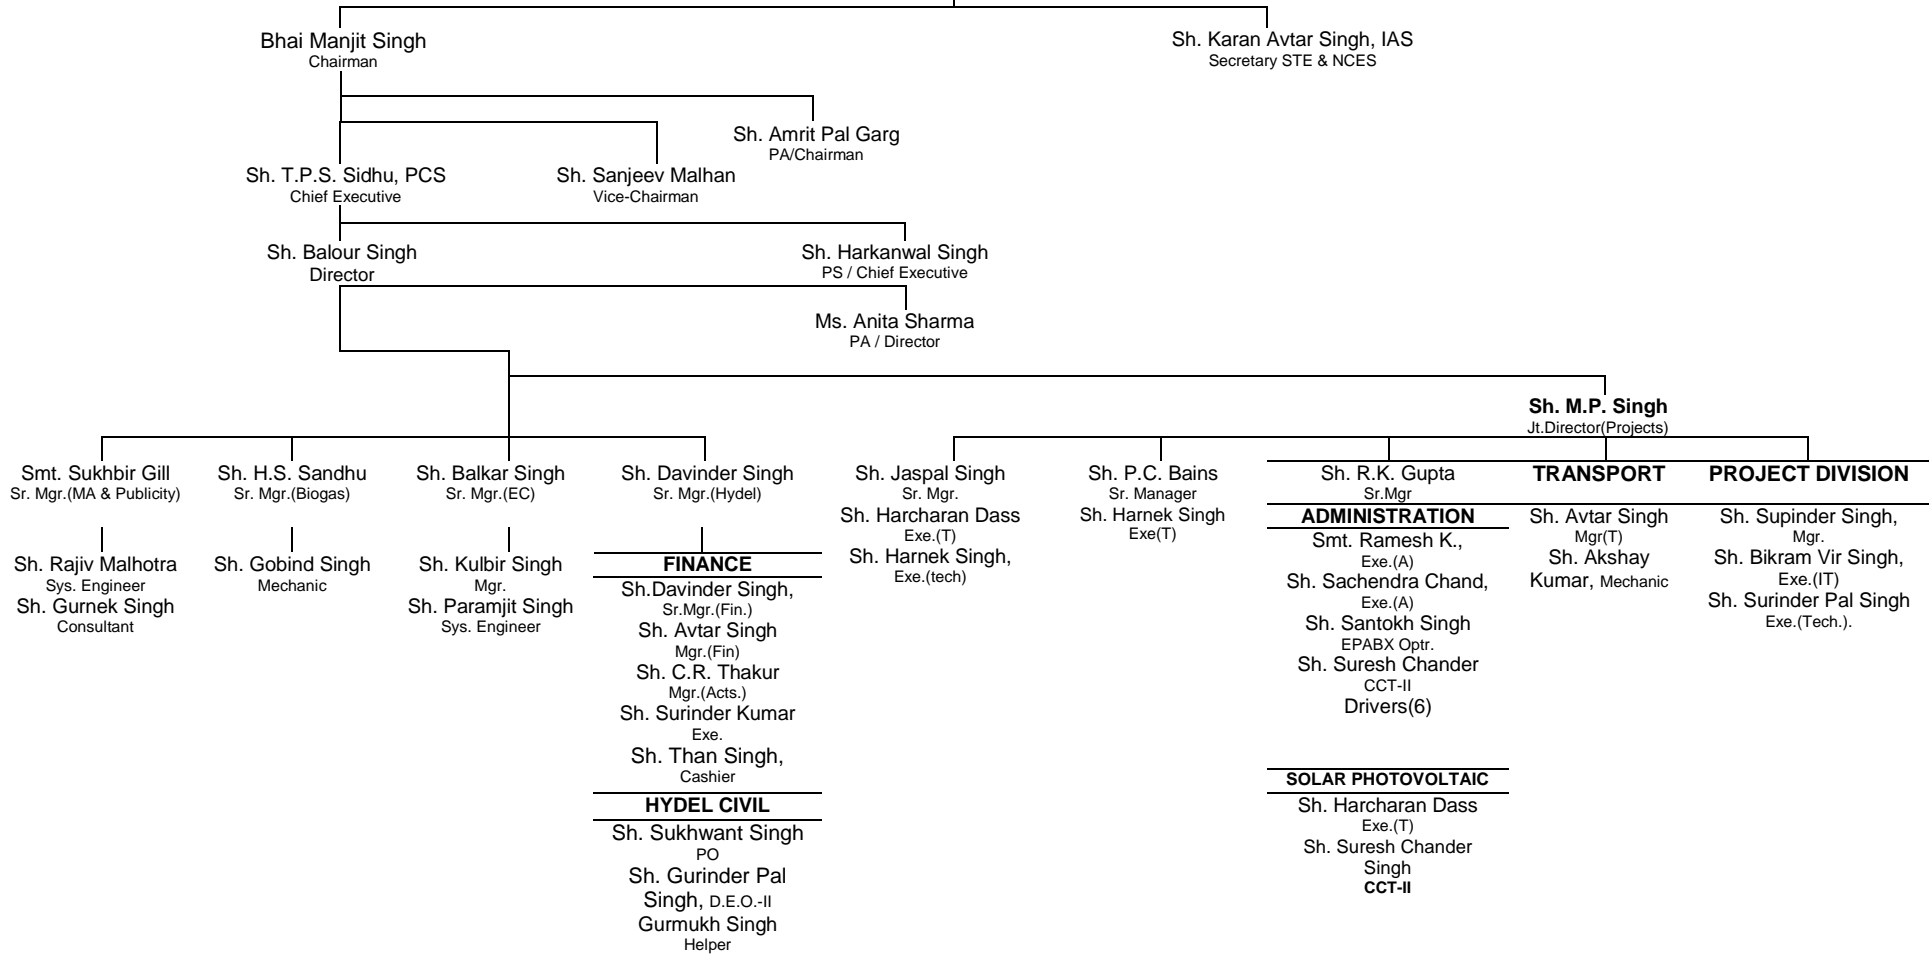 Bhai Manjit Singh
Chairman
Sh. Karan Avtar Singh, IAS
Secretary STE & NCES
Sh. Amrit Pal Garg
PA/Chairman
Sh. T.P.S. Sidhu, PCS
Chief Executive
Sh. Sanjeev Malhan
Vice-Chairman
Sh. Balour Singh
Director
Sh. Harkanwal Singh
PS / Chief Executive
Ms. Anita Sharma
PA / Director
Sh. M.P. Singh
Jt.Director(Projects)
Smt. Sukhbir Gill
Sr. Mgr.(MA & Publicity)
Sh. Rajiv Malhotra
Sys. Engineer
Sh. Gurnek Singh
Consultant
Sh. H.S. Sandhu
Sr. Mgr.(Biogas)
Sh. Gobind Singh
Mechanic
Sh. Balkar Singh
Sr. Mgr.(EC)
Sh. Kulbir Singh
Mgr.
Sh. Paramjit Singh
Sys. Engineer
Sh. Davinder Singh
Sr. Mgr.(Hydel)
FINANCE
Sh.Davinder Singh,
Sr.Mgr.(Fin.)
Sh. Avtar Singh
Mgr.(Fin)
Sh. C.R. Thakur
Mgr.(Acts.)
Sh. Surinder Kumar
Exe.
Sh. Than Singh,
Cashier
HYDEL CIVIL
Sh. Sukhwant Singh
PO
Sh. Gurinder Pal
Singh, D.E.O.-II
Gurmukh Singh
Helper
Sh. Jaspal Singh
Sr. Mgr.
Sh. Harcharan Dass
Exe.(T)
Sh. Harnek Singh,
Exe.(tech)
Sh. P.C. Bains
Sr. Manager
Sh. Harnek Singh
Exe(T)
Sh. R.K. Gupta
Sr.Mgr
ADMINISTRATION
Smt. Ramesh K.,
Exe.(A)
Sh. Sachendra Chand,
Exe.(A)
Sh. Santokh Singh
EPABX Optr.
Sh. Suresh Chander
CCT-II
Drivers(6)
SOLAR PHOTOVOLTAIC
Sh. Harcharan Dass
Exe.(T)
Sh. Suresh Chander
Singh
CCT-II
TRANSPORT
Sh. Avtar Singh
Mgr(T)
Sh. Akshay
Kumar, Mechanic
PROJECT DIVISION
Sh. Supinder Singh,
Mgr.
Sh. Bikram Vir Singh,
Exe.(IT)
Sh. Surinder Pal Singh
Exe.(Tech.).